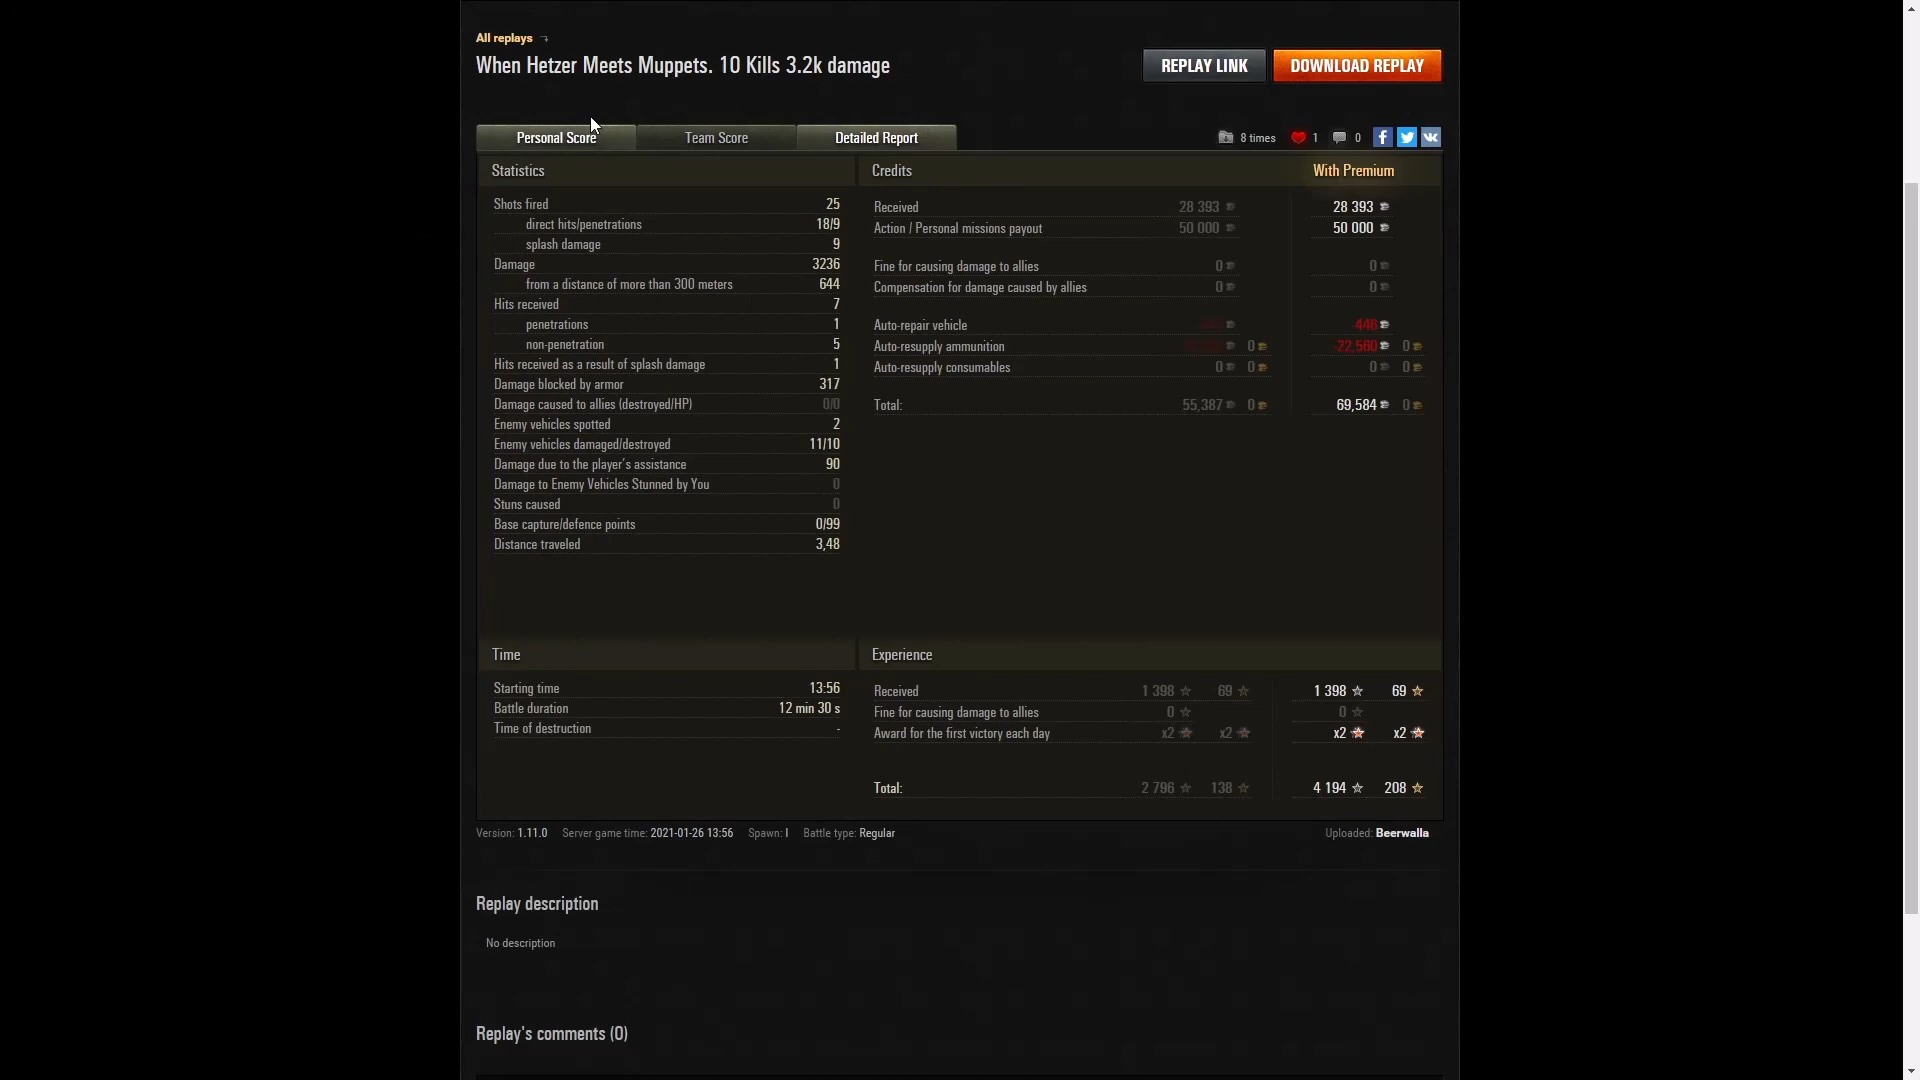 All replays
When Hetzer Meets Muppets. 10 Kills 3.2k damage
REPLAY LINK
DOWNLOAD REPLAY
Personal Score
Team Score
Detailed Report
8 times
1
0
Statistics
Shots fired 25
direct hits/penetrations 18/9
splash damage 9
Damage 3236
from a distance of more than 300 meters 644
Hits received 7
penetrations 1
non-penetration 5
Hits received as a result of splash damage 1
Damage blocked by armor 317
Damage caused to allies (destroyed/HP) 0/0
Enemy vehicles spotted 2
Enemy vehicles damaged/destroyed 11/10
Damage due to the player's assistance 90
Damage to Enemy Vehicles Stunned by You 0
Stuns caused 0
Base capture/defence points 0/99
Distance traveled 3,48
Credits With Premium
Received 28 393 28 393
Action / Personal missions payout 50 000 50 000
Fine for causing damage to allies 0 0
Compensation for damage caused by allies 0 0
Auto-repair vehicle -446
Auto-resupply ammunition 0 -22,560 0
Auto-resupply consumables 0 0 0 0
Total: 55,387 0 69,584 0
Time
Starting time 13:56
Battle duration 12 min 30 s
Time of destruction -
Experience
Received 1 398 69 1 398 69
Fine for causing damage to allies 0 0
Award for the first victory each day x2 x2 x2 x2
Total: 2 796 138 4 194 208
Version: 1.11.0 Server game time: 2021-01-26 13:56 Spawn: I Battle type: Regular Uploaded: Beerwalla
Replay description
No description
Replay's comments (0)